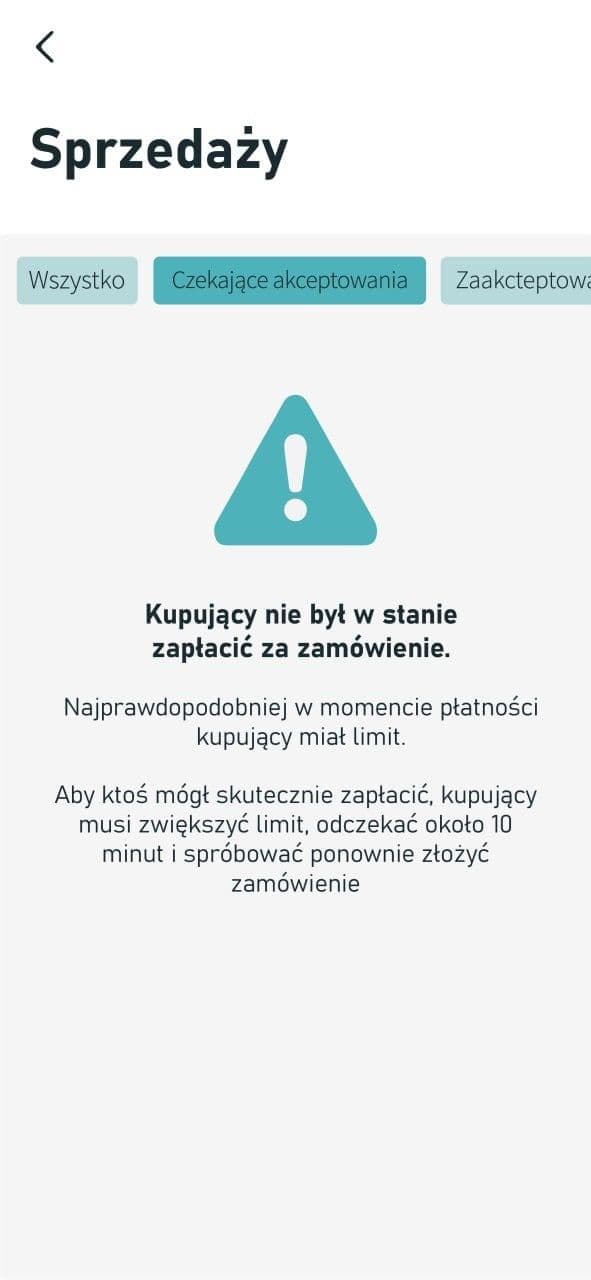 Sprzedaży
Wszystko
Czekające akceptowania
Zaakcteptowa
Kupujący nie był w stanie
zapłacić za zamówienie.
Najprawdopodobniej w momencie płatności
kupujący miał limit.
Aby ktoś mógł skutecznie zapłacić, kupujący
musi zwiększyć limit, odczekać około 10
minut i spróbować ponownie złożyć
zamówienie